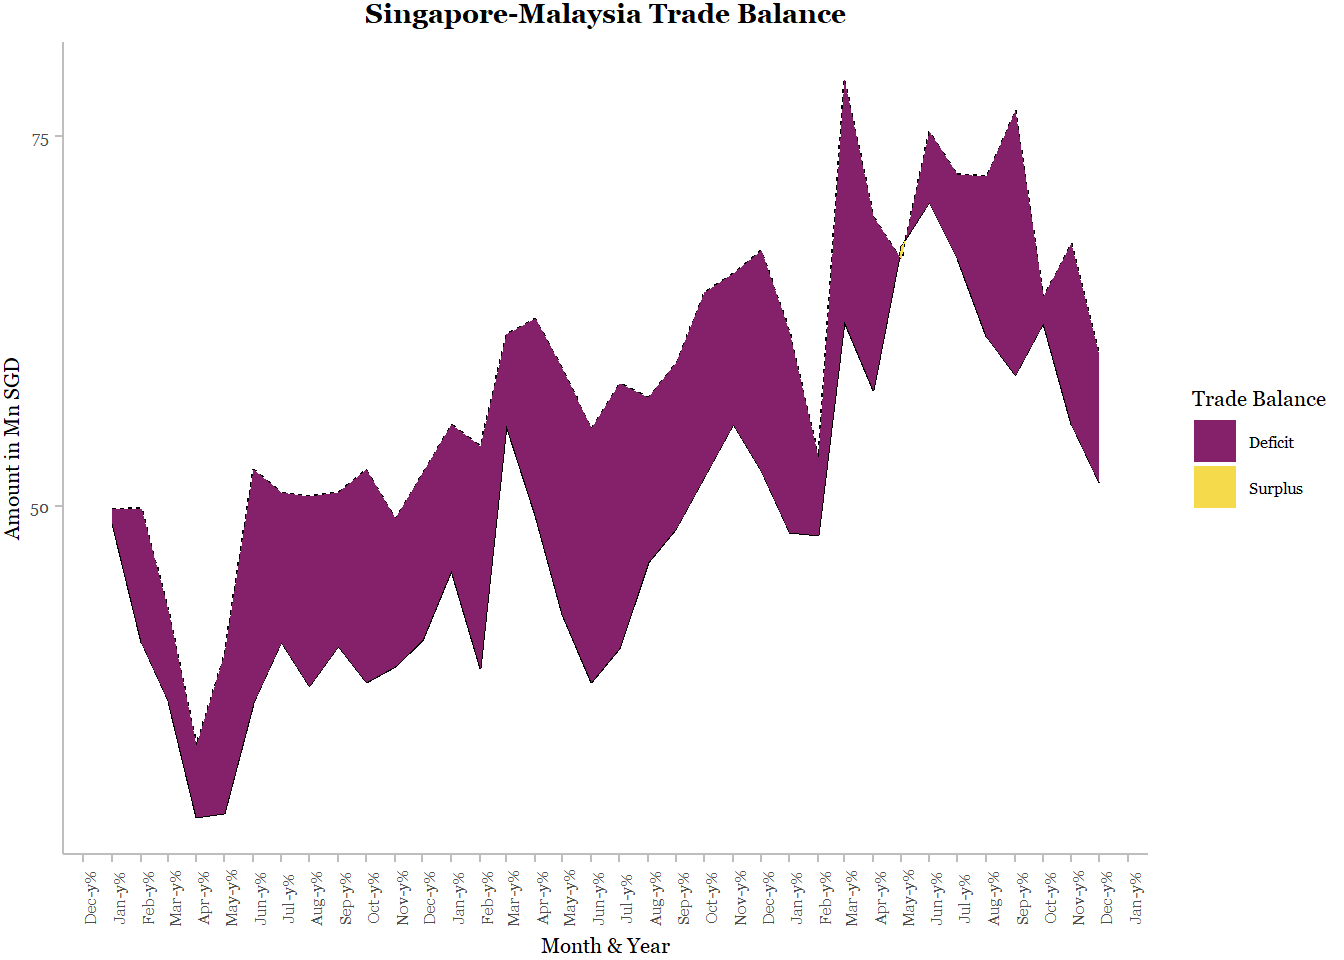 Singapore-Malaysia Trade Balance
75
50
Amount in Mn SGD
Dec-y%
Jan-y%
Feb-y%
Mar-y%
Apr-y%
May-y%
Jun-y%
Jul-y%
Aug-y%
Sep-y%
Oct-y%
Nov-y%
Dec-y%
Jan-y%
Feb-y%
Mar-y%
Apr-y%
May-y%
Jun-y%
Jul-y%
Aug-y%
Sep-y%
Oct-y%
Nov-y%
Dec-y%
Jan-y%
Feb-y%
Mar-y%
Apr-y%
May-y%
Jun-y%
Jul-y%
Aug-y%
Sep-y%
Oct-y%
Nov-y%
Dec-y%
Jan-y%
Month & Year
Trade Balance
Deficit
Surplus